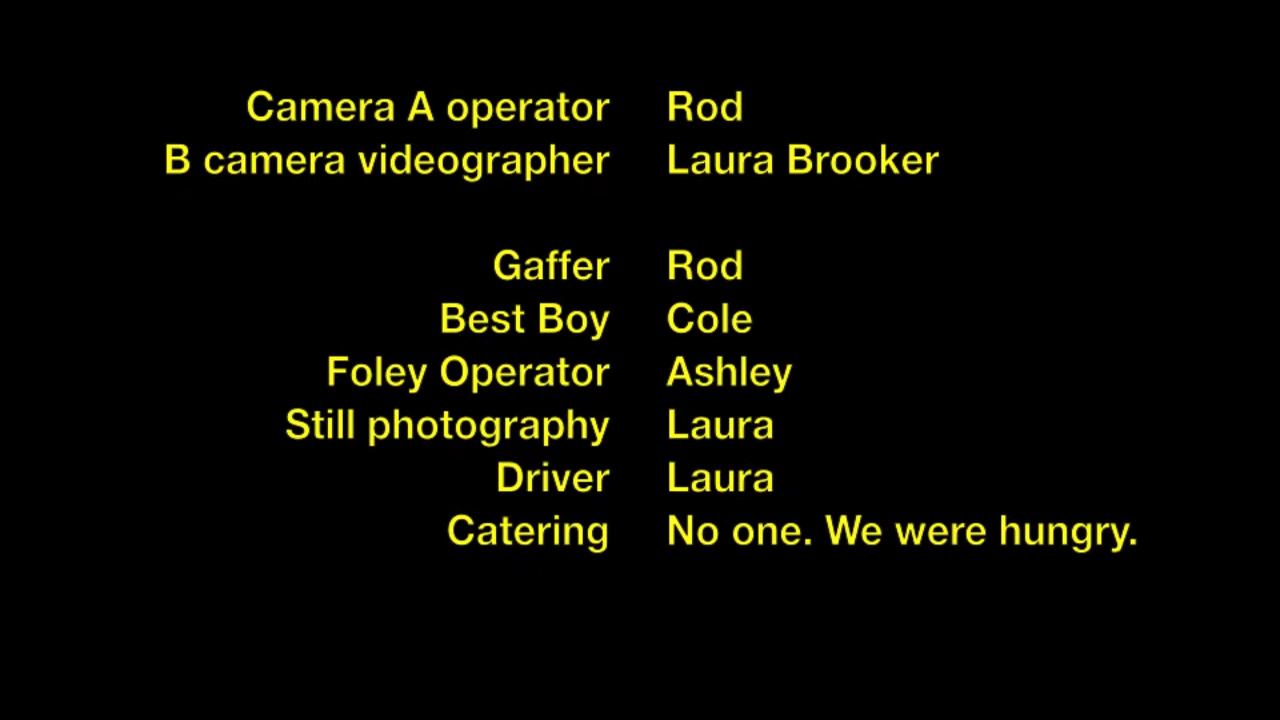 Camera A operator Rod
B camera videographer Laura Brooker
Gaffer Rod
Best Boy Cole
Foley Operator Ashley
Still photography Laura
Driver Laura
Catering No one. We were hungry.